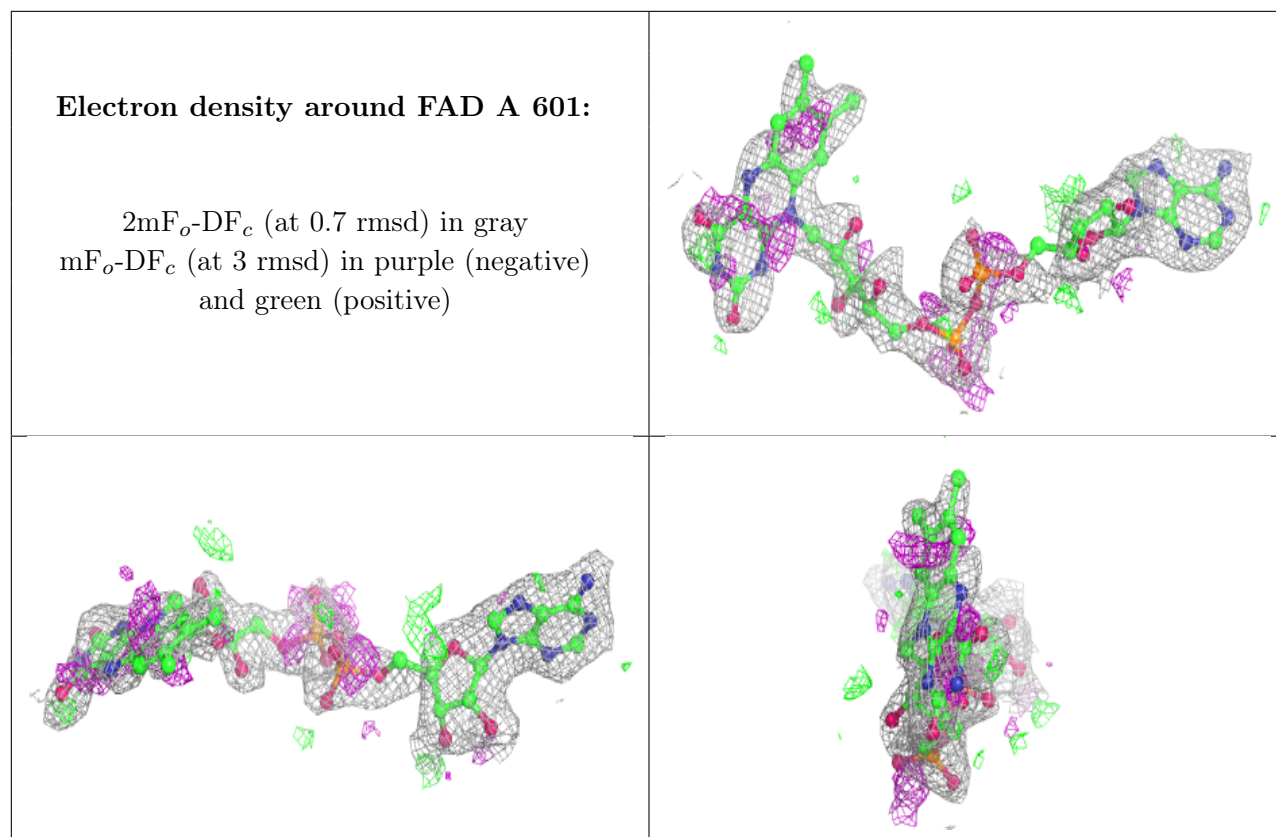 Electron density around FAD A 601:
2mFo-DFc (at 0.7 rmsd) in gray
mFo-DFc (at 3 rmsd) in purple (negative)
and green (positive)